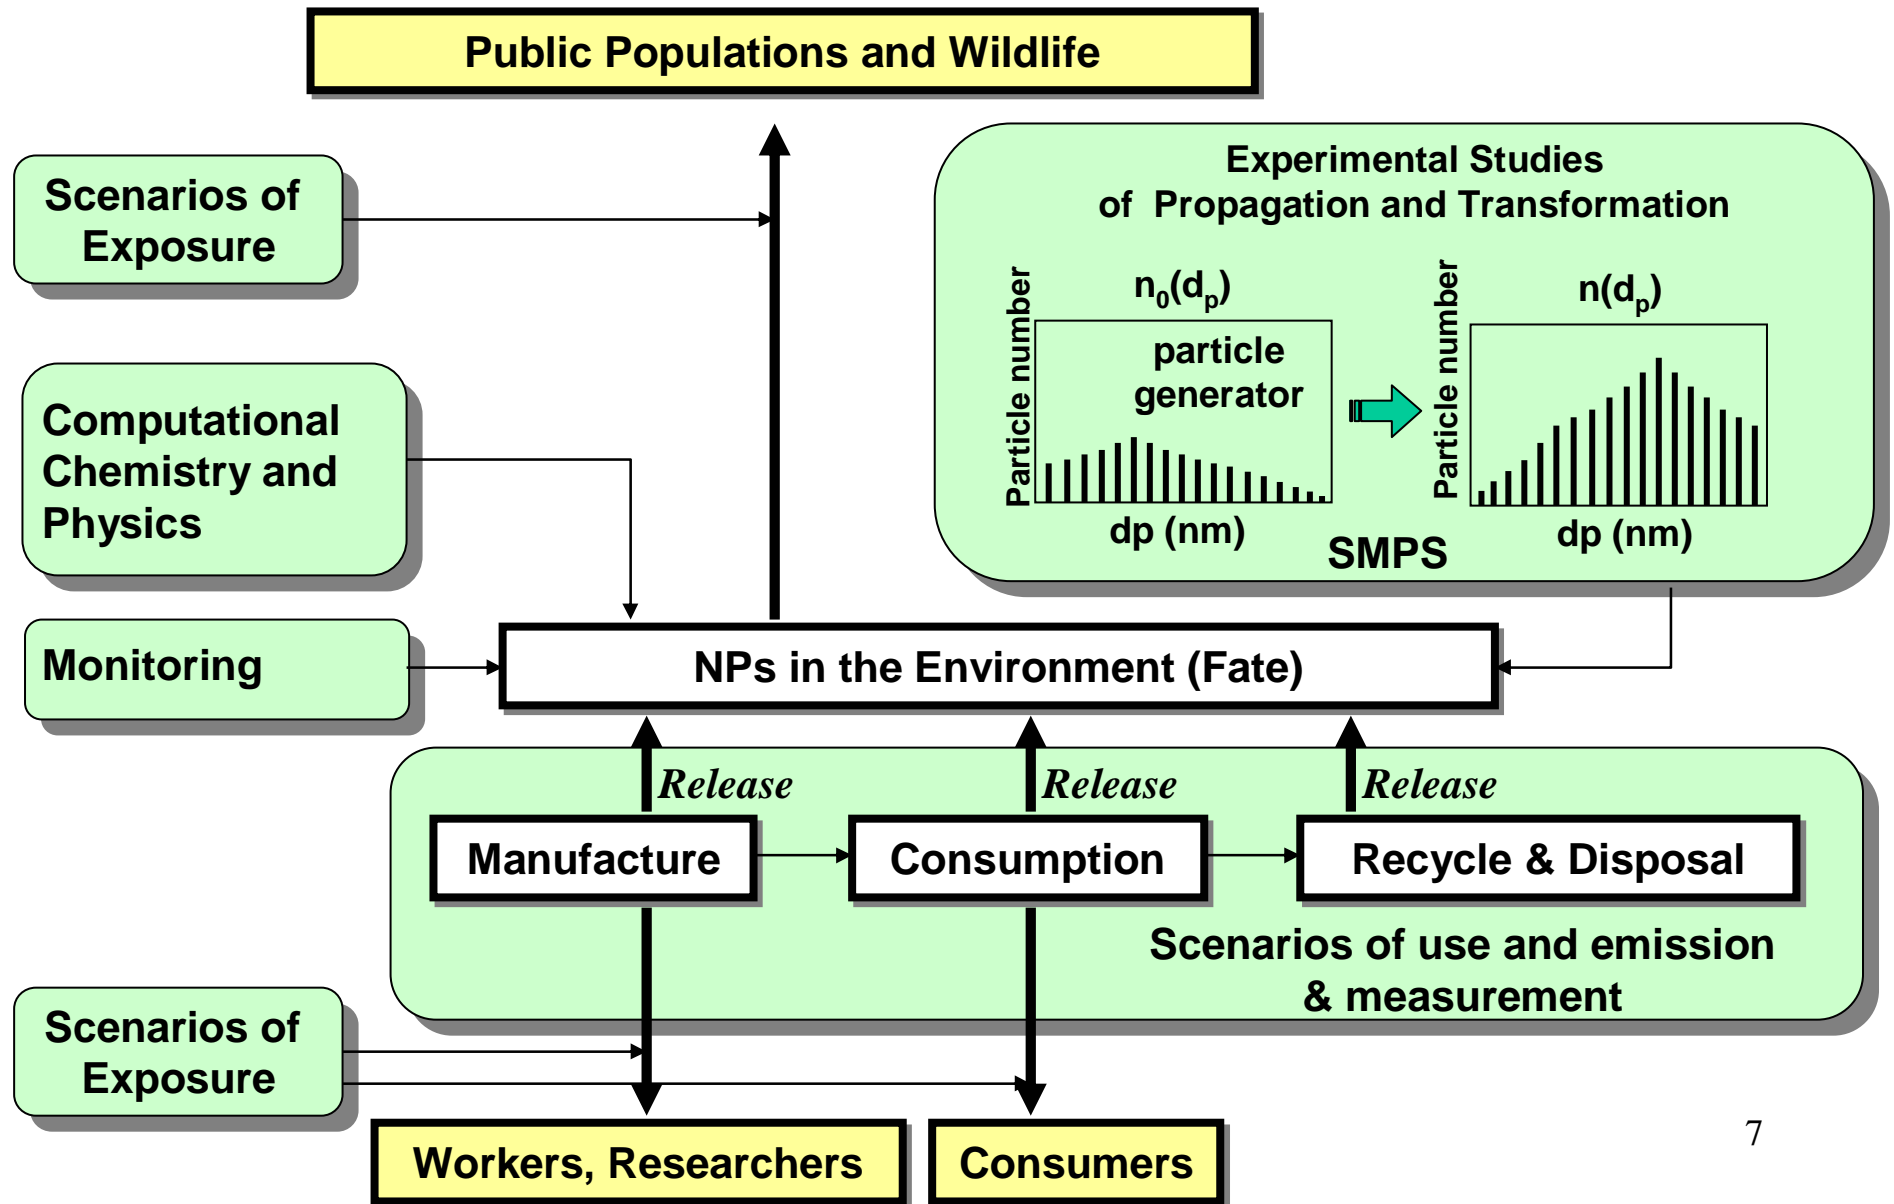 Public Populations and Wildlife
Scenarios of
Exposure
Experimental Studies
of Propagation and Transformation
Particle number
n₀(dₚ)
particle
generator
dp (nm)
Particle number
n(dₚ)
dp (nm)
SMPS
Computational
Chemistry and
Physics
Monitoring
NPs in the Environment (Fate)
Release
Release
Release
Manufacture
Consumption
Recycle & Disposal
Scenarios of use and emission
& measurement
Scenarios of
Exposure
Workers, Researchers
Consumers
7